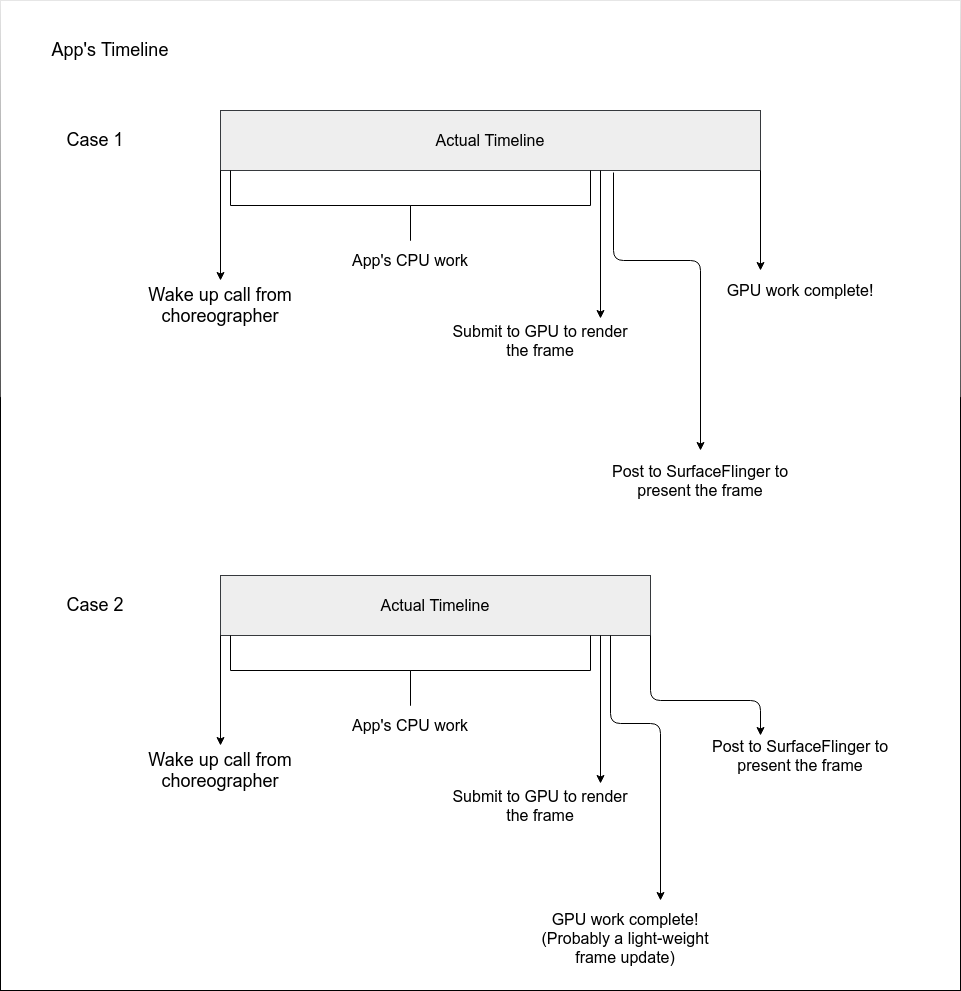 App's Timeline
Case 1
Actual Timeline
App's CPU work
Wake up call from
choreographer
GPU work complete!
Submit to GPU to render
the frame
Post to SurfaceFlinger to
present the frame
Case 2
Actual Timeline
App's CPU work
Wake up call from
choreographer
Post to SurfaceFlinger to
present the frame
Submit to GPU to render
the frame
GPU work complete!
(Probably a light-weight
frame update)